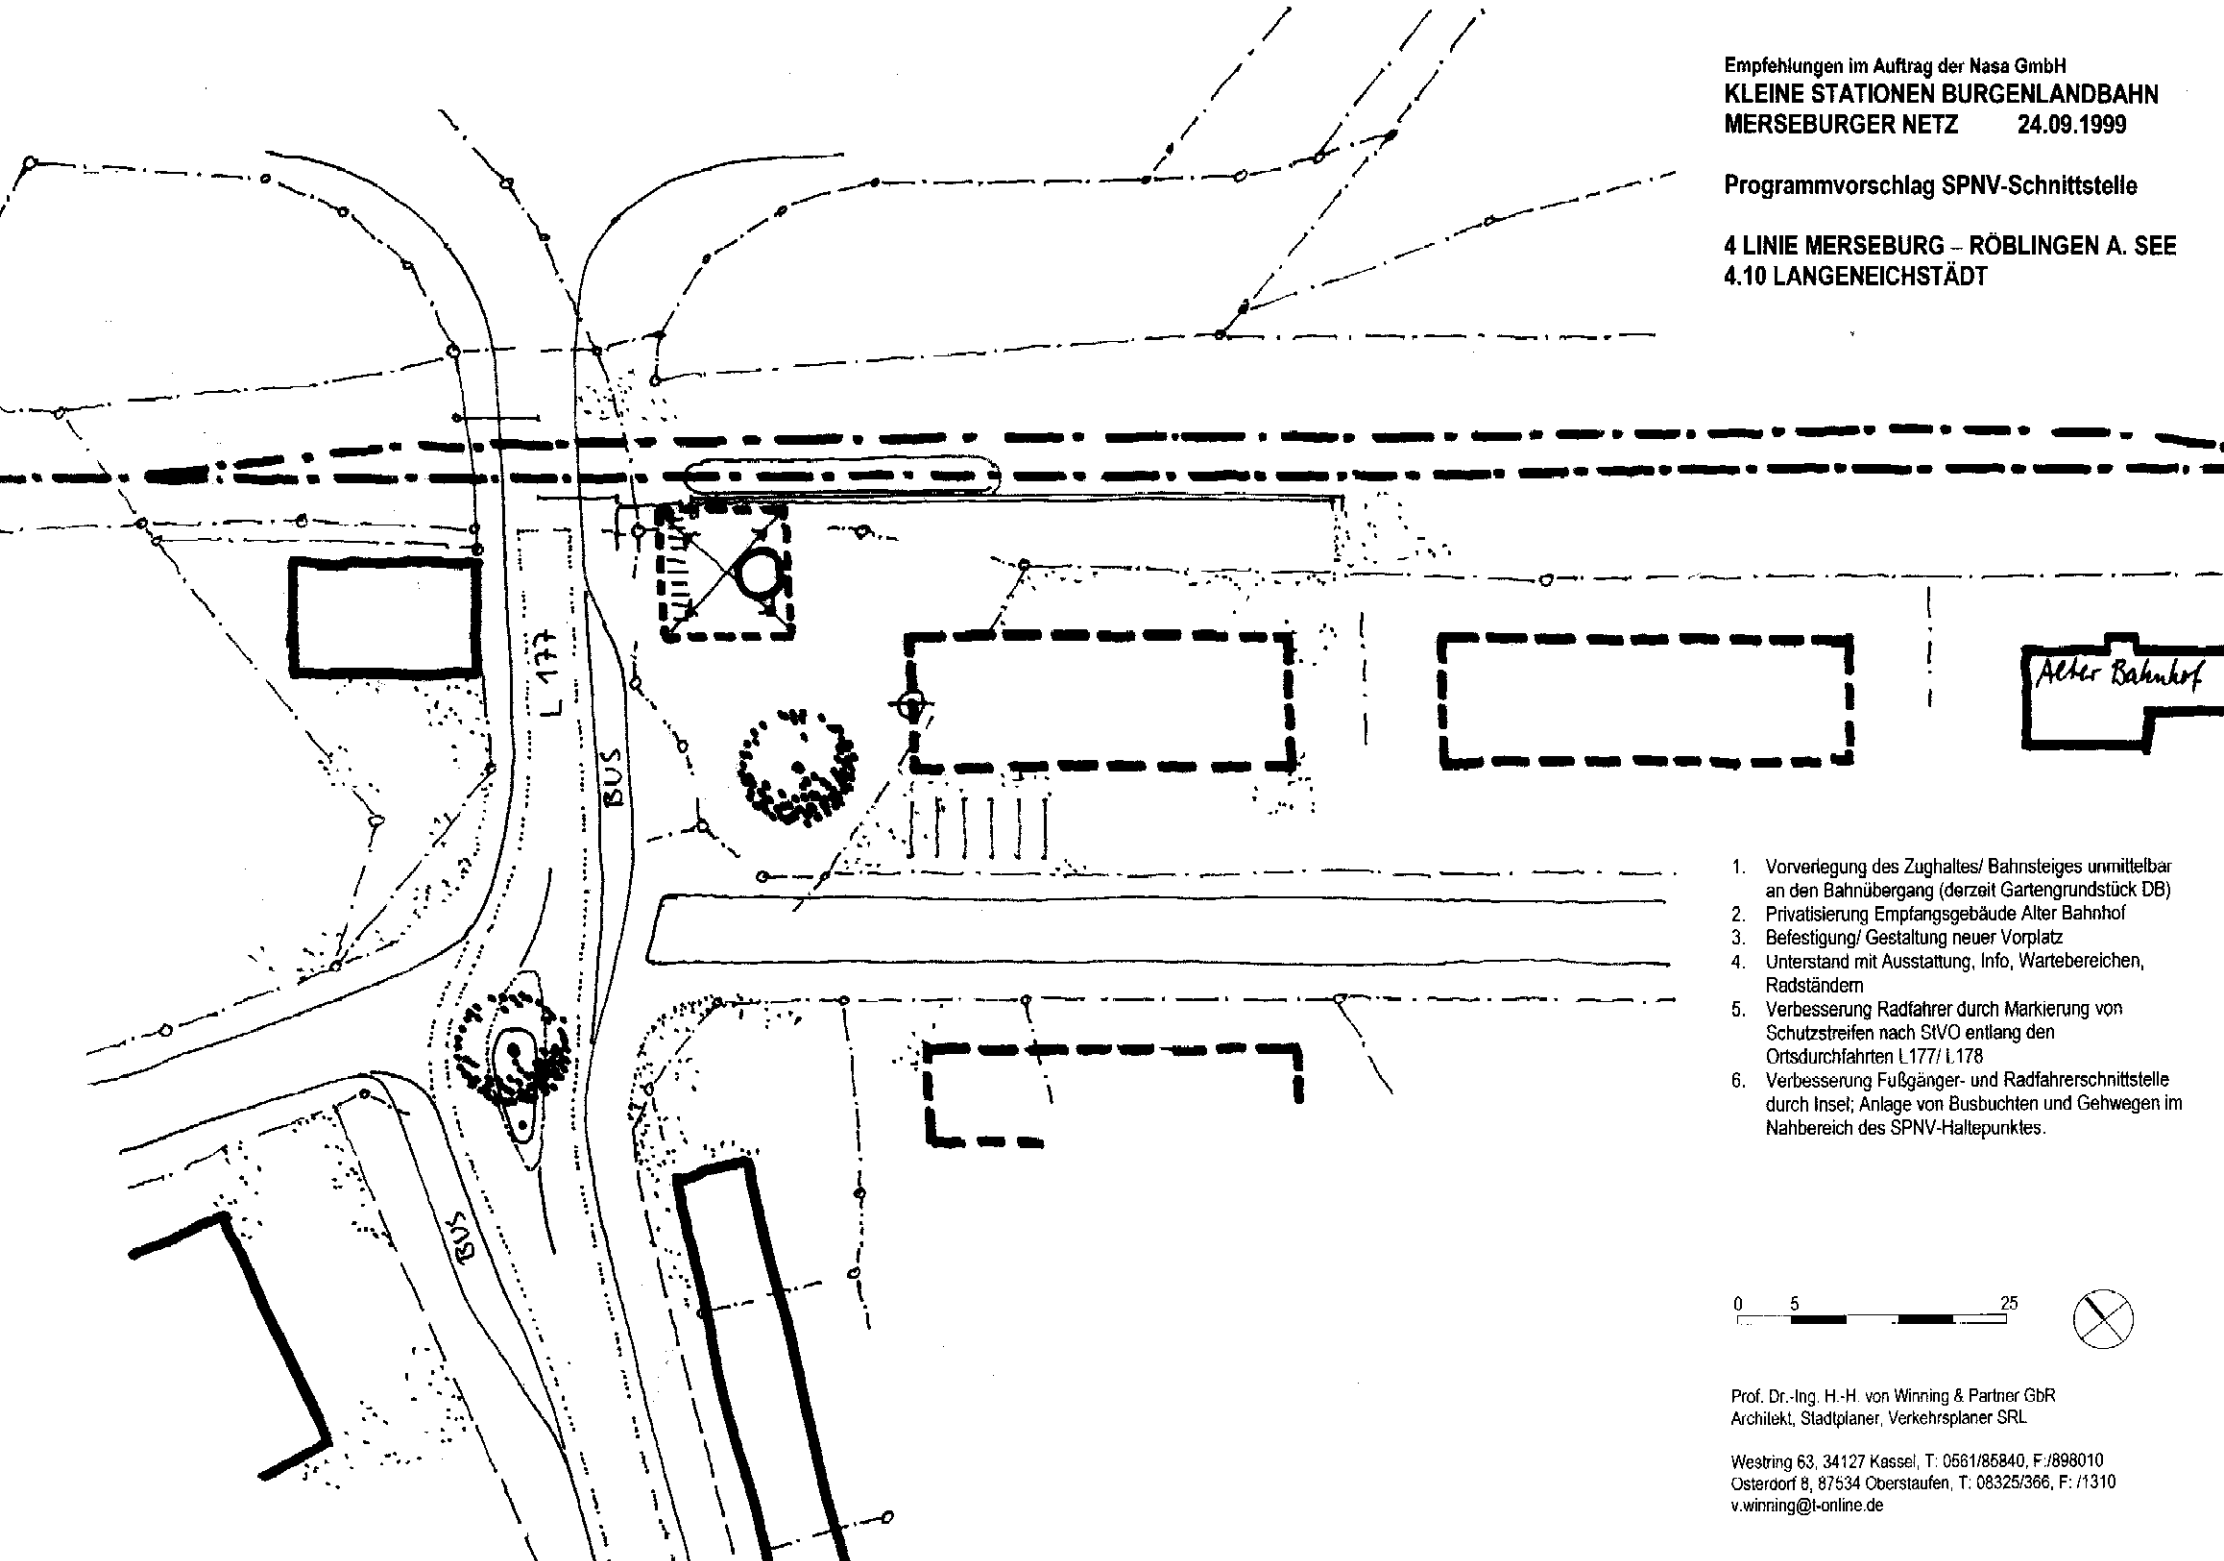 Empfehlungen im Auftrag der Nasa GmbH
KLEINE STATIONEN BURGENLANDBAHN
MERSEBURGER NETZ 24.09.1999
Programmvorschlag SPNV-Schnittstelle
4 LINIE MERSEBURG – RÖBLINGEN A. SEE
4.10 LANGENEICHSTÄDT
L 177
BUS
Alter Bahnhof
BUS
1. Vorverlegung des Zughaltes/ Bahnsteiges unmittelbar
an den Bahnübergang (derzeit Gartengrundstück DB)
2. Privatisierung Empfangsgebäude Alter Bahnhof
3. Befestigung/ Gestaltung neuer Vorplatz
4. Unterstand mit Ausstattung, Info, Wartebereichen,
Radständern
5. Verbesserung Radfahrer durch Markierung von
Schutzstreifen nach StVO entlang den
Ortsdurchfahrten L177/ L178
6. Verbesserung Fußgänger- und Radfahrerschnittstelle
durch Insel; Anlage von Busbuchten und Gehwegen im
Nahbereich des SPNV-Haltepunktes.
0 5 25
Prof. Dr.-Ing. H.-H. von Winning & Partner GbR
Architekt, Stadtplaner, Verkehrsplaner SRL
Westring 63, 34127 Kassel, T: 0561/85840, F:/898010
Osterdorf 8, 87534 Oberstaufen, T: 08325/366, F: /1310
v.winning@t-online.de